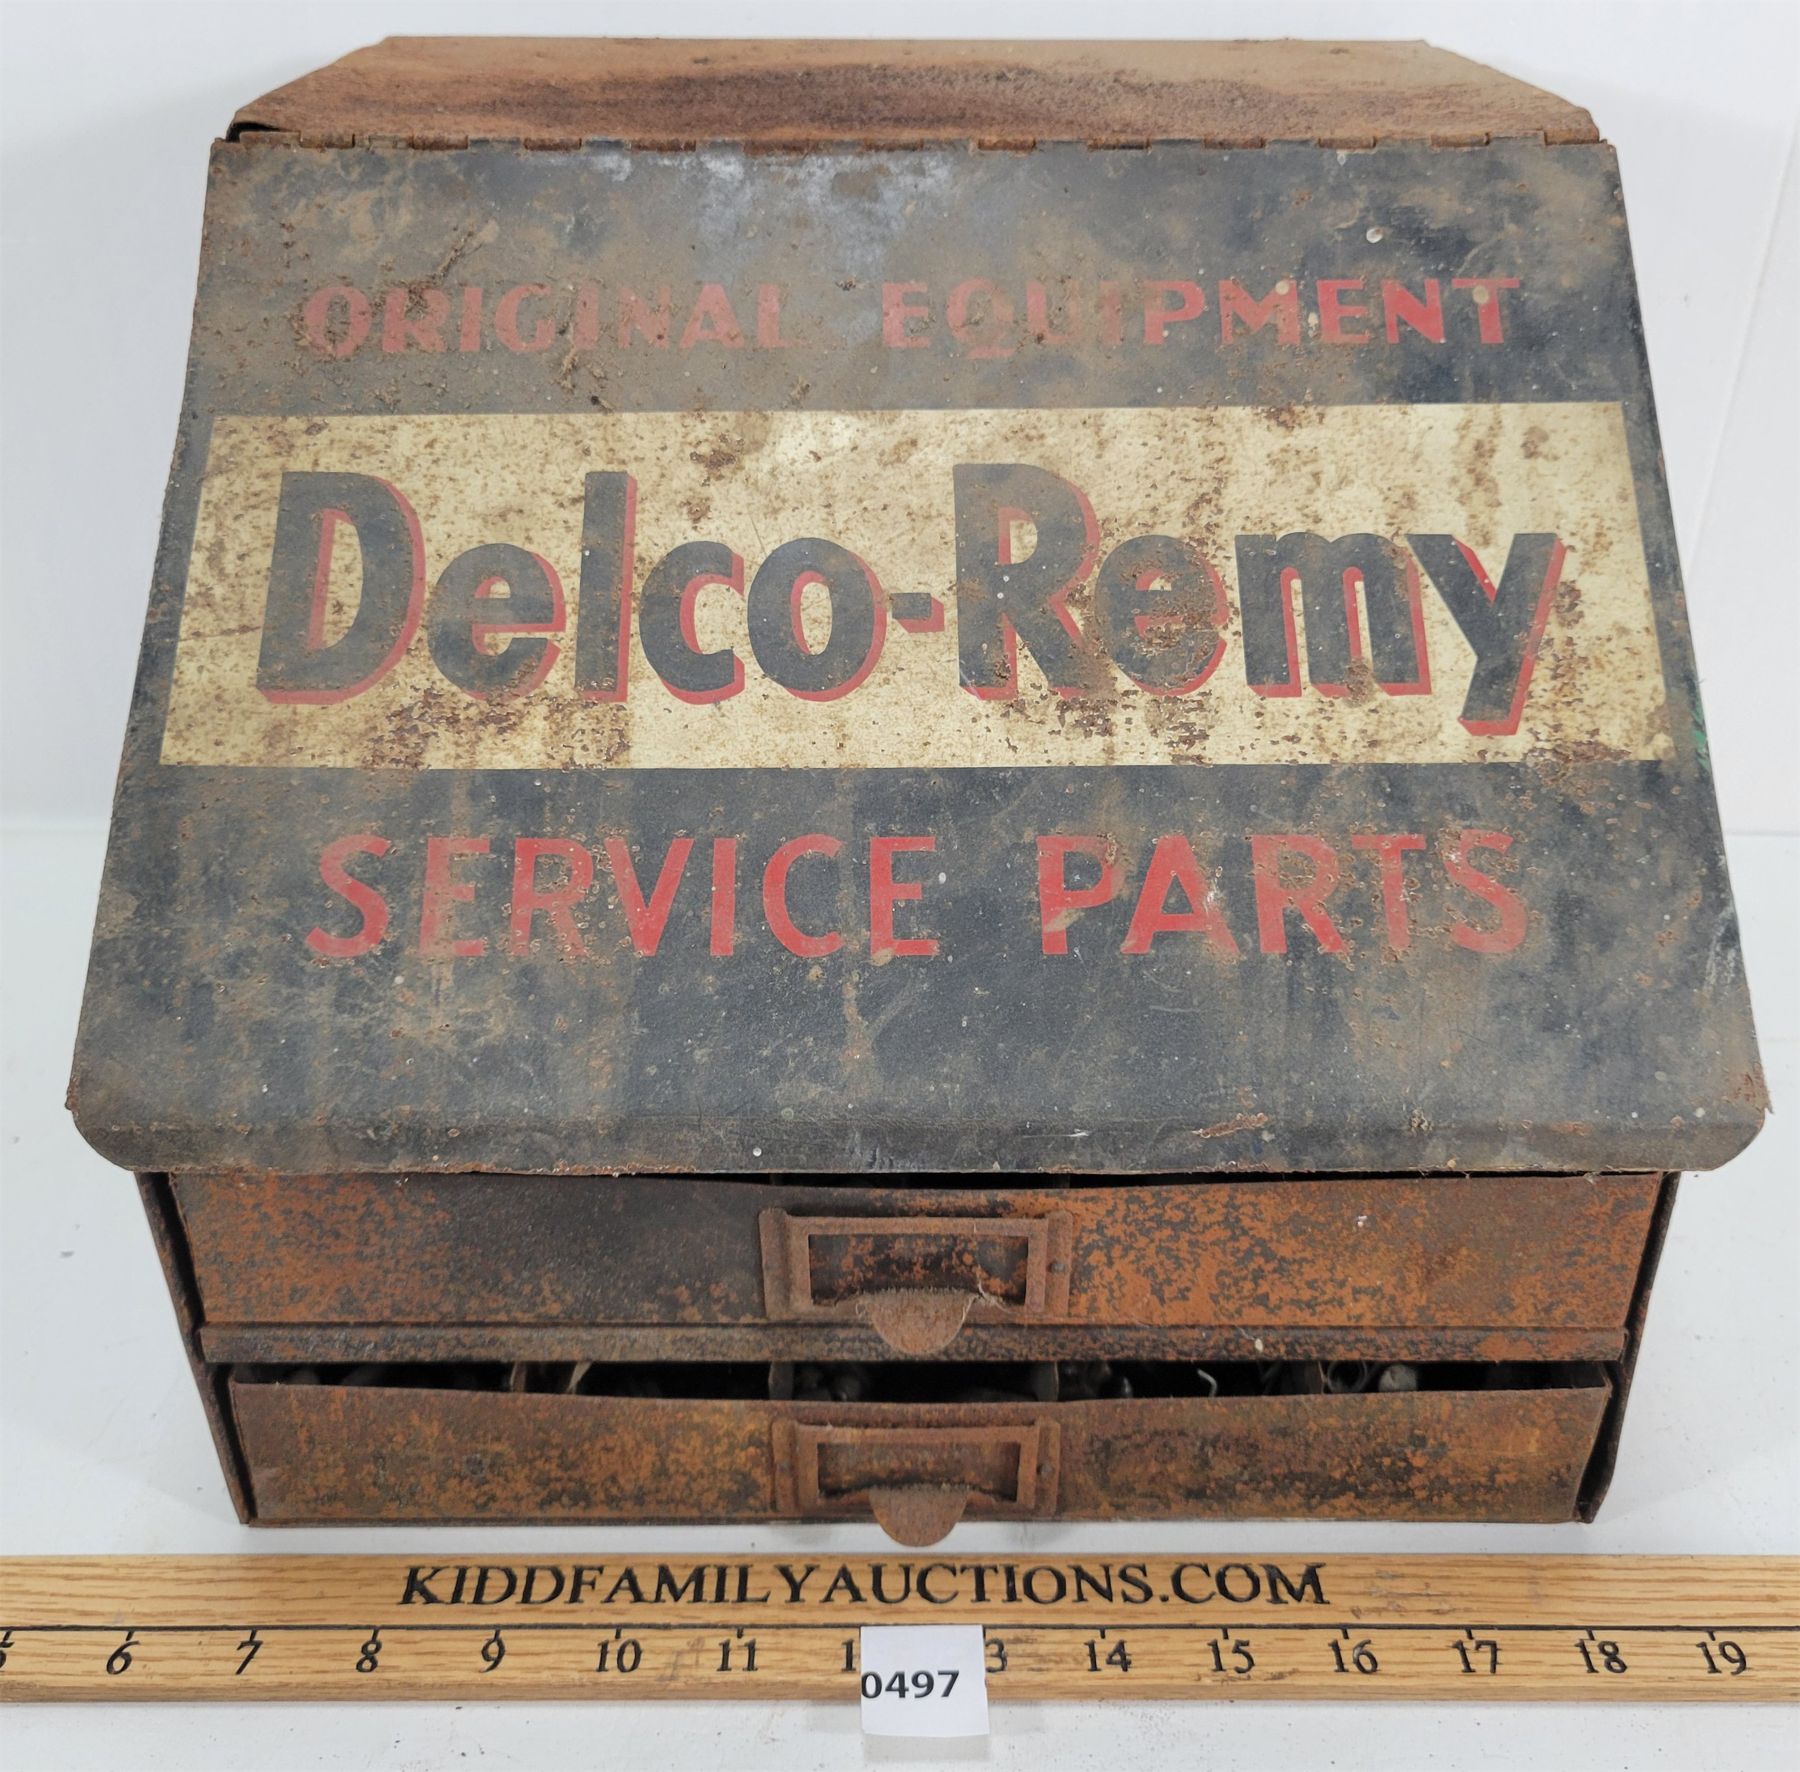 ORIGINAL EQUIPMENT
Delco-Remy
SERVICE PARTS
KIDDFAMILYAUCTIONS.COM
6 7 8 9 10 11 1 3 14 15 16 17 18 19
0497